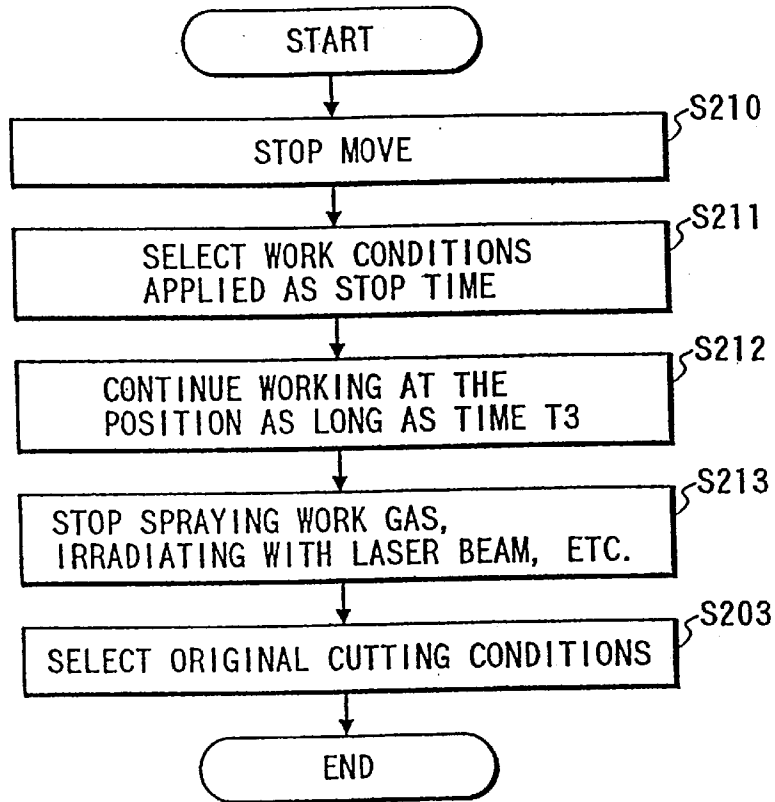 START
S210
STOP MOVE
S211
SELECT WORK CONDITIONS
APPLIED AS STOP TIME
S212
CONTINUE WORKING AT THE
POSITION AS LONG AS TIME T3
S213
STOP SPRAYING WORK GAS,
IRRADIATING WITH LASER BEAM, ETC.
S203
SELECT ORIGINAL CUTTING CONDITIONS
END